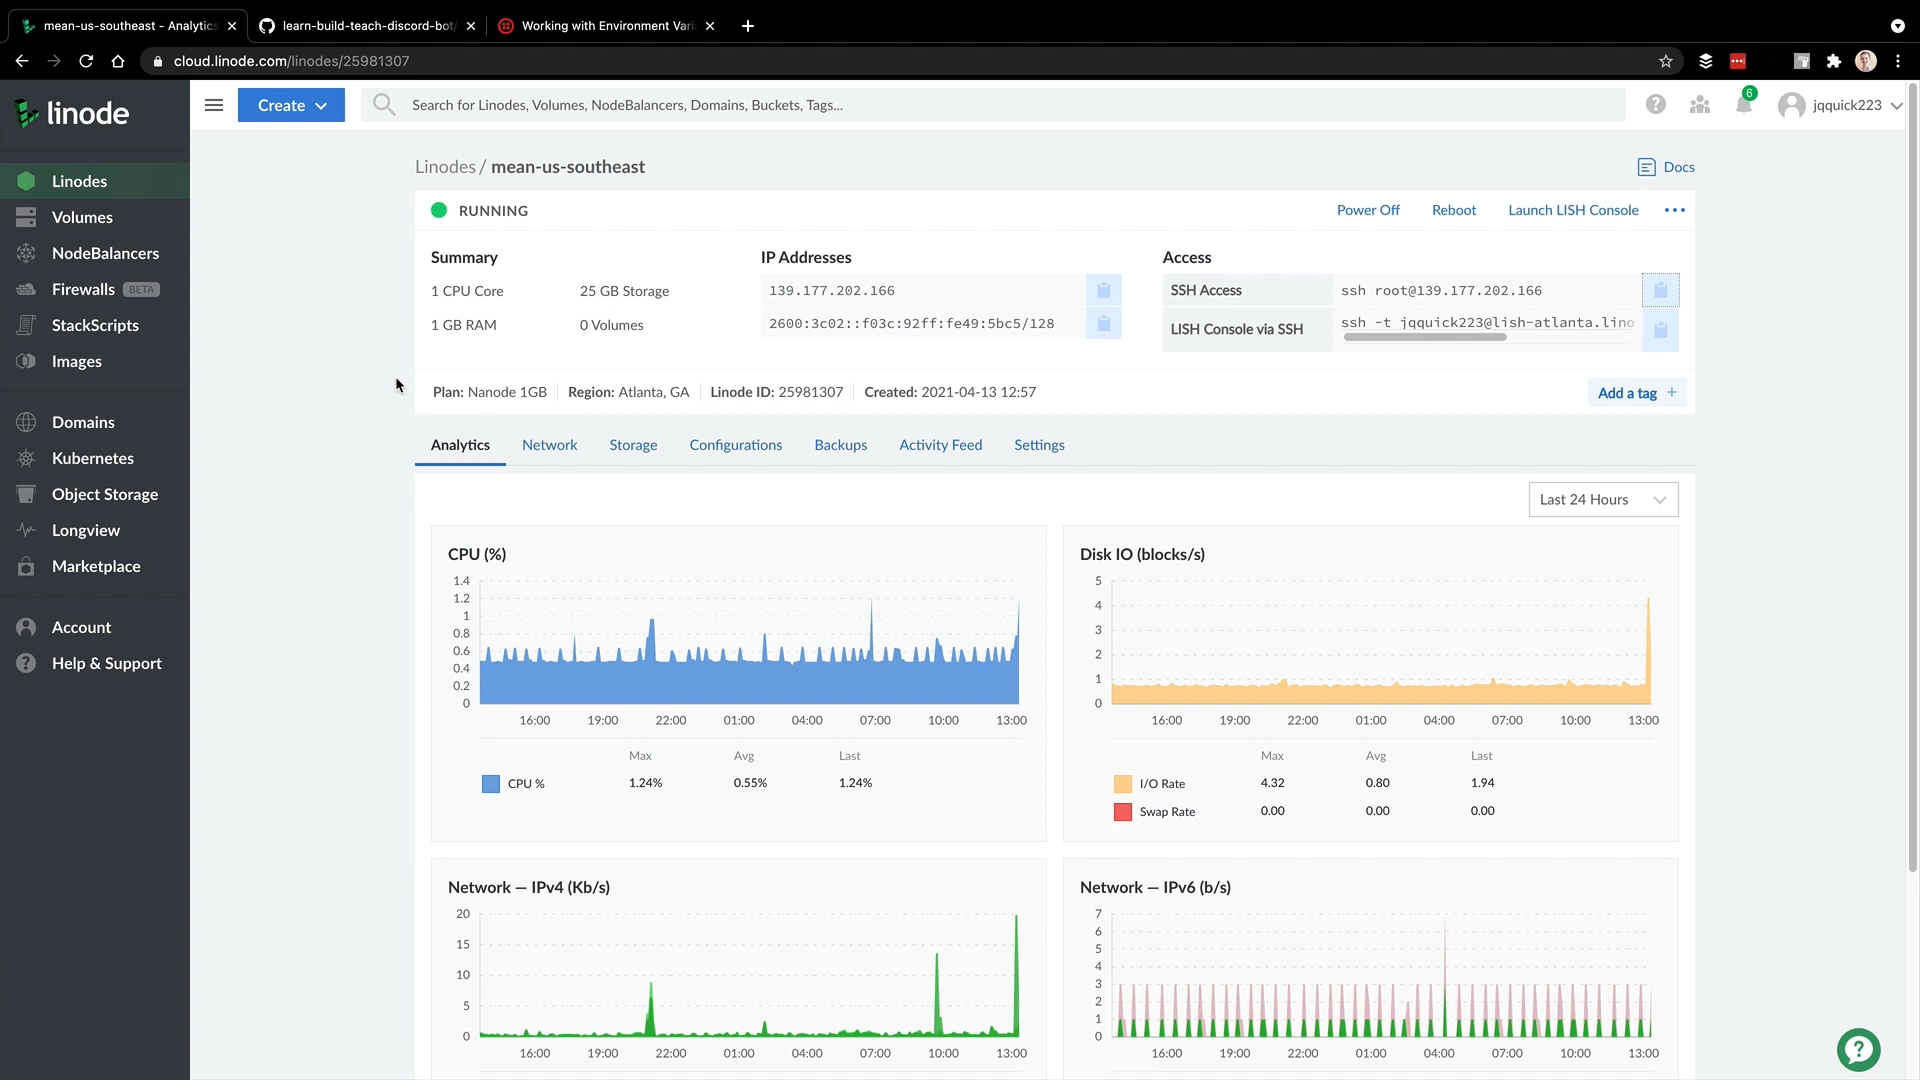 mean-us-southeast - Analytics
learn-build-teach-discord-bot/
Working with Environment Vari
cloud.linode.com/linodes/25981307
linode
Create
Search for Linodes, Volumes, NodeBalancers, Domains, Buckets, Tags...
6
jqquick223
Linodes
Volumes
NodeBalancers
Firewalls BETA
StackScripts
Images
Domains
Kubernetes
Object Storage
Longview
Marketplace
Account
Help & Support
Linodes / mean-us-southeast
Docs
RUNNING
Power Off
Reboot
Launch LISH Console
Summary
1 CPU Core
25 GB Storage
1 GB RAM
0 Volumes
IP Addresses
139.177.202.166
2600:3c02::f03c:92ff:fe49:5bc5/128
Access
SSH Access
ssh root@139.177.202.166
LISH Console via SSH
ssh -t jqquick223@lish-atlanta.lino
Plan: Nanode 1GB
Region: Atlanta, GA
Linode ID: 25981307
Created: 2021-04-13 12:57
Add a tag +
Analytics
Network
Storage
Configurations
Backups
Activity Feed
Settings
Last 24 Hours
CPU (%)
1.4
1.2
1
0.8
0.6
0.4
0.2
0
16:00 19:00 22:00 01:00 04:00 07:00 10:00 13:00
Max Avg Last
CPU % 1.24% 0.55% 1.24%
Disk IO (blocks/s)
5
4
3
2
1
0
16:00 19:00 22:00 01:00 04:00 07:00 10:00 13:00
Max Avg Last
I/O Rate 4.32 0.80 1.94
Swap Rate 0.00 0.00 0.00
Network — IPv4 (Kb/s)
20
15
10
5
0
16:00 19:00 22:00 01:00 04:00 07:00 10:00 13:00
Network — IPv6 (b/s)
7
6
5
4
3
2
1
0
16:00 19:00 22:00 01:00 04:00 07:00 10:00 13:00